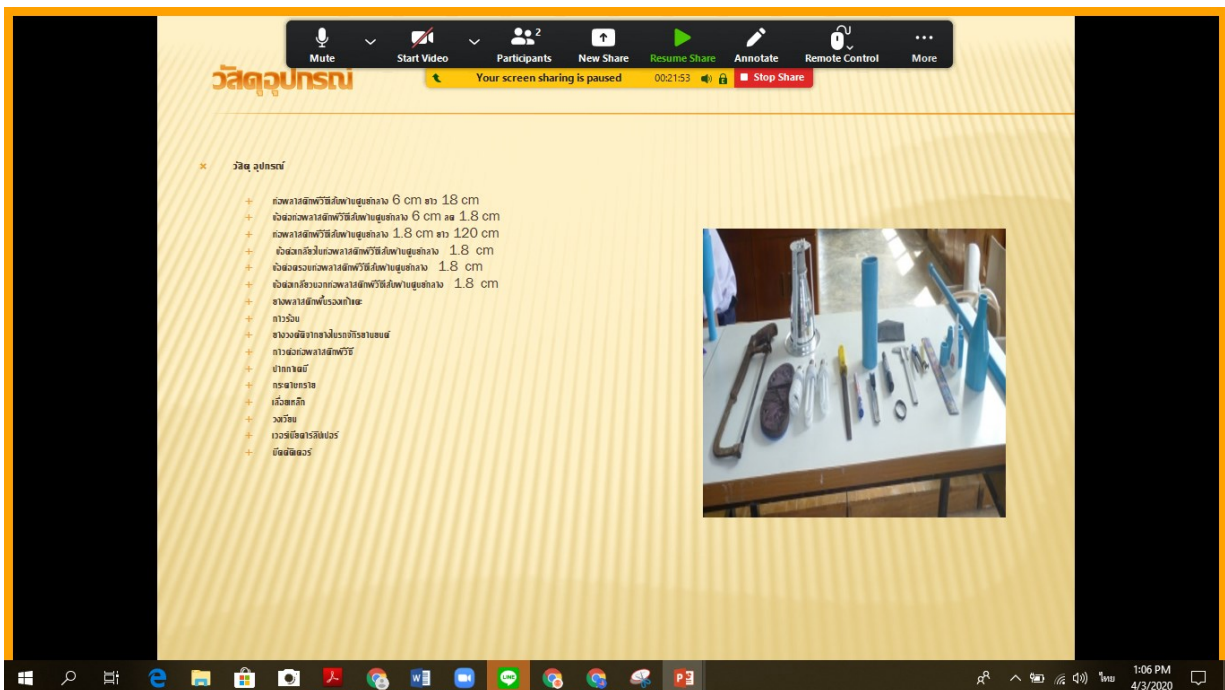 2
Mute
Start Video
Participants
New Share
Resume Share
Annotate
Remote Control
More
Your screen sharing is paused
00:21:53
Stop Share
วัสดุอุปกรณ์
วัสดุ อุปกรณ์
ท่อพลาสติกพีวีซีเส้นผ่านศูนย์กลาง 6 cm ยาว 18 cm
ข้อต่อท่อพลาสติกพีวีซีเส้นผ่านศูนย์กลาง 6 cm ลด 1.8 cm
ท่อพลาสติกพีวีซีเส้นผ่านศูนย์กลาง 1.8 cm ยาว 120 cm
ข้อต่อเกลียวในท่อพลาสติกพีวีซีเส้นผ่านศูนย์กลาง 1.8 cm
ข้อต่อครอบท่อพลาสติกพีวีซีเส้นผ่านศูนย์กลาง 1.8 cm
ข้อต่อเกลียวนอกท่อพลาสติกพีวีซีเส้นผ่านศูนย์กลาง 1.8 cm
ยางพลาสติกพื้นรองเท้าแตะ
กาวร้อน
ยางวงตัดจากยางในรถจักรยานยนต์
กาวต่อท่อพลาสติกพีวีซี
ปากกาเคมี
กระดาษทราย
เลื่อยเหล็ก
วงเวียน
เวอร์เนียคาร์ลิปเปอร์
มีดคัตเตอร์
LINE
ไทย
1:06 PM
4/3/2020